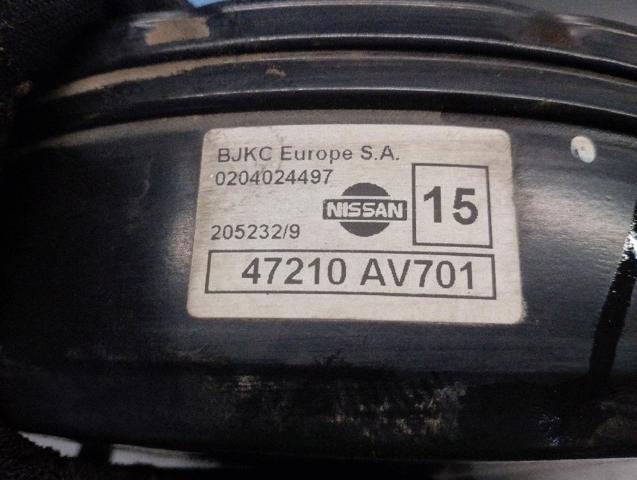 BJKC Europe S.A.
0204024497
NISSAN
15
205232/9
47210 AV701